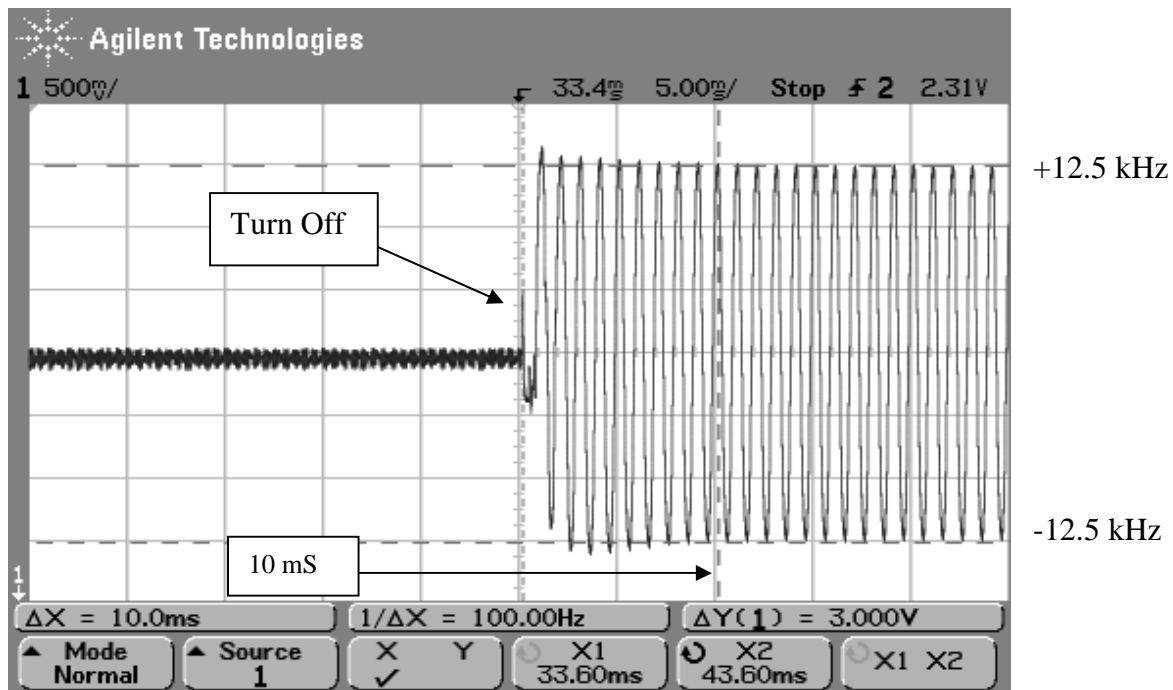 Agilent Technologies
1 500mV/ 33.4ms 5.00ms/ Stop 2 2.31V
+12.5 kHz
Turn Off
-12.5 kHz
10 mS
1
ΔX = 10.0ms 1/ΔX = 100.00Hz ΔY(1) = 3.000V
Mode Source X Y X1 X2 X1 X2
Normal 1 ✓ 33.60ms 43.60ms